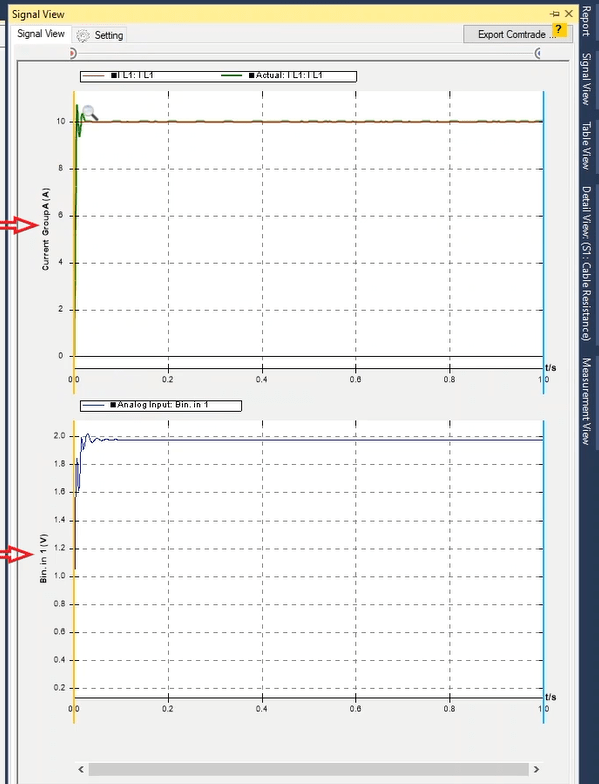 Signal View
Signal View Setting Export Comtrade ... ?
I L1: I L1 Actual: I L1: I L1
Current GroupA (A)
10
8
6
4
2
0
t/s
0.0 0.2 0.4 0.6 0.8 1.0
Analog Input: Bin. in 1
Bin. in 1 (V)
2.0
1.8
1.6
1.4
1.2
1.0
0.8
0.6
0.4
0.2
t/s
0.0 0.2 0.4 0.6 0.8 1.0
Report
Signal View
Table View
Detail View: (S1: Cable Resistance)
Measurement View